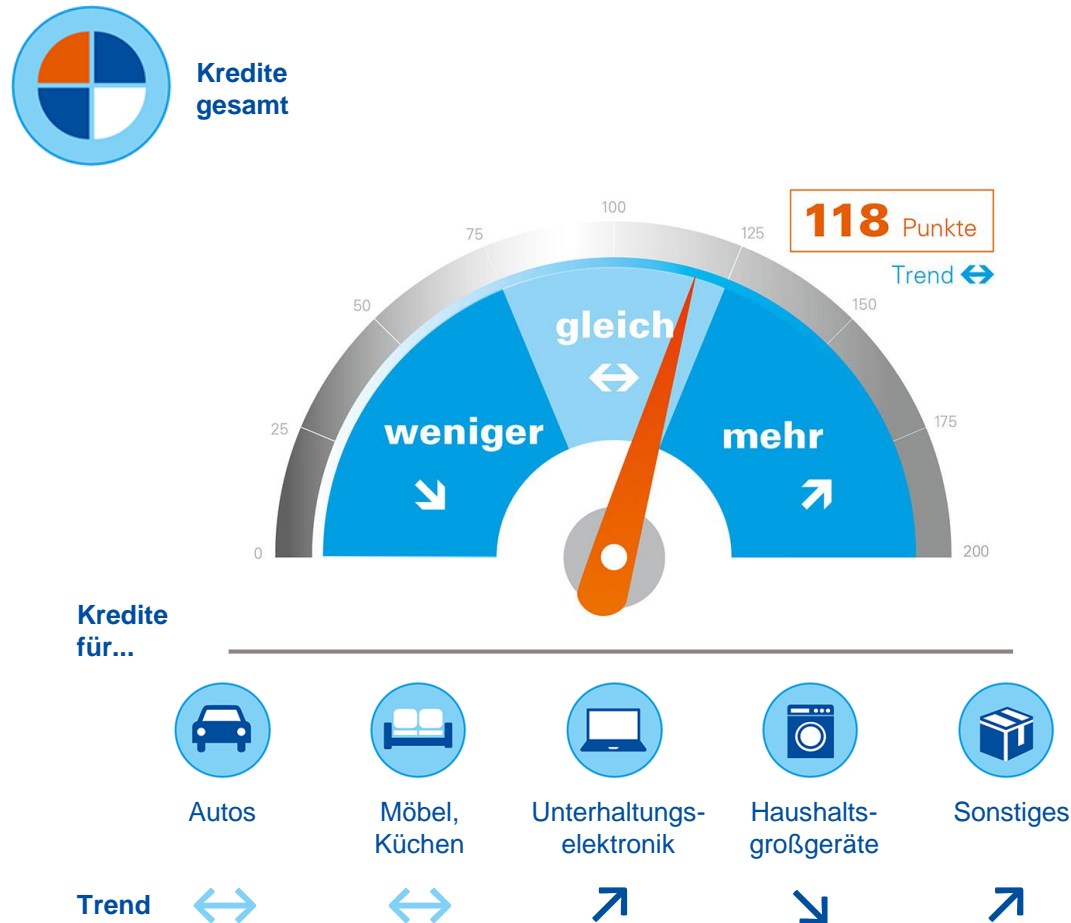 Kredite
gesamt
118 Punkte
Trend
0
25
50
75
100
125
150
175
200
weniger
gleich
mehr
Kredite
für...
Autos
Möbel,
Küchen
Unterhaltungs-
elektronik
Haushalts-
großgeräte
Sonstiges
Trend